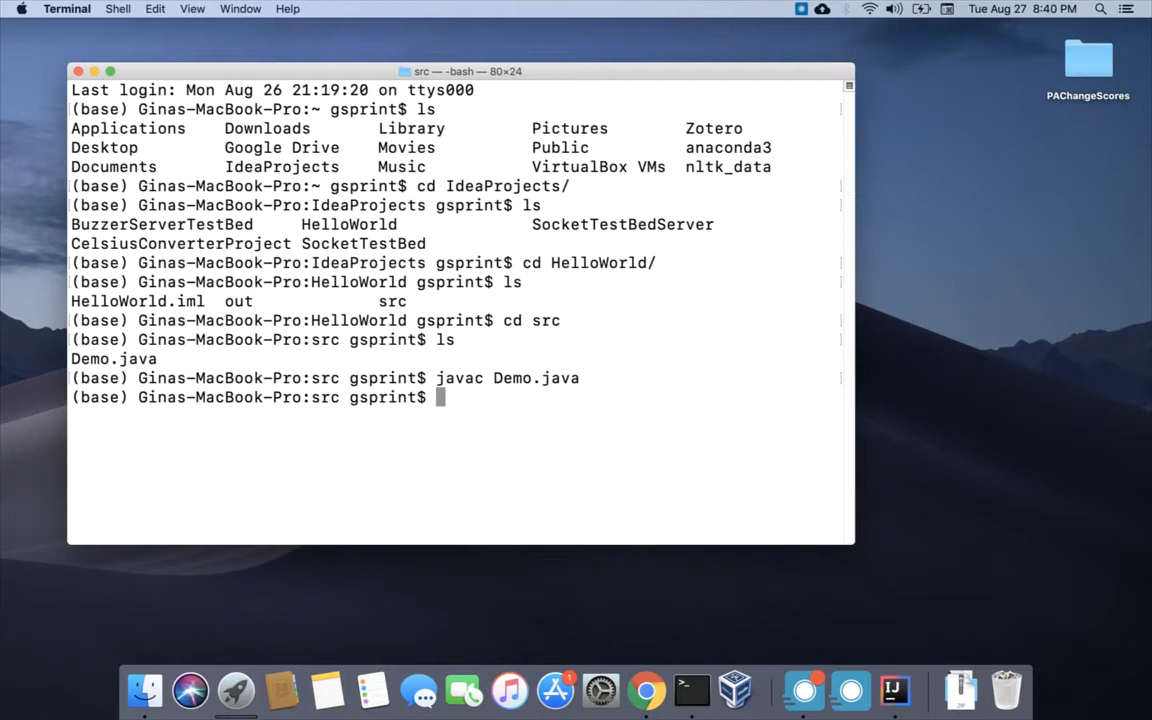 Terminal Shell Edit View Window Help Tue Aug 27 8:40 PM
src — -bash — 80×24
PAChangeScores
Last login: Mon Aug 26 21:19:20 on ttys000
(base) Ginas-MacBook-Pro:~ gsprint$ ls
Applications Downloads Library Pictures Zotero
Desktop Google Drive Movies Public anaconda3
Documents IdeaProjects Music VirtualBox VMs nltk_data
(base) Ginas-MacBook-Pro:~ gsprint$ cd IdeaProjects/
(base) Ginas-MacBook-Pro:IdeaProjects gsprint$ ls
BuzzerServerTestBed HelloWorld SocketTestBedServer
CelsiusConverterProject SocketTestBed
(base) Ginas-MacBook-Pro:IdeaProjects gsprint$ cd HelloWorld/
(base) Ginas-MacBook-Pro:HelloWorld gsprint$ ls
HelloWorld.iml out src
(base) Ginas-MacBook-Pro:HelloWorld gsprint$ cd src
(base) Ginas-MacBook-Pro:src gsprint$ ls
Demo.java
(base) Ginas-MacBook-Pro:src gsprint$ javac Demo.java
(base) Ginas-MacBook-Pro:src gsprint$
1
>_
IJ
ZIP